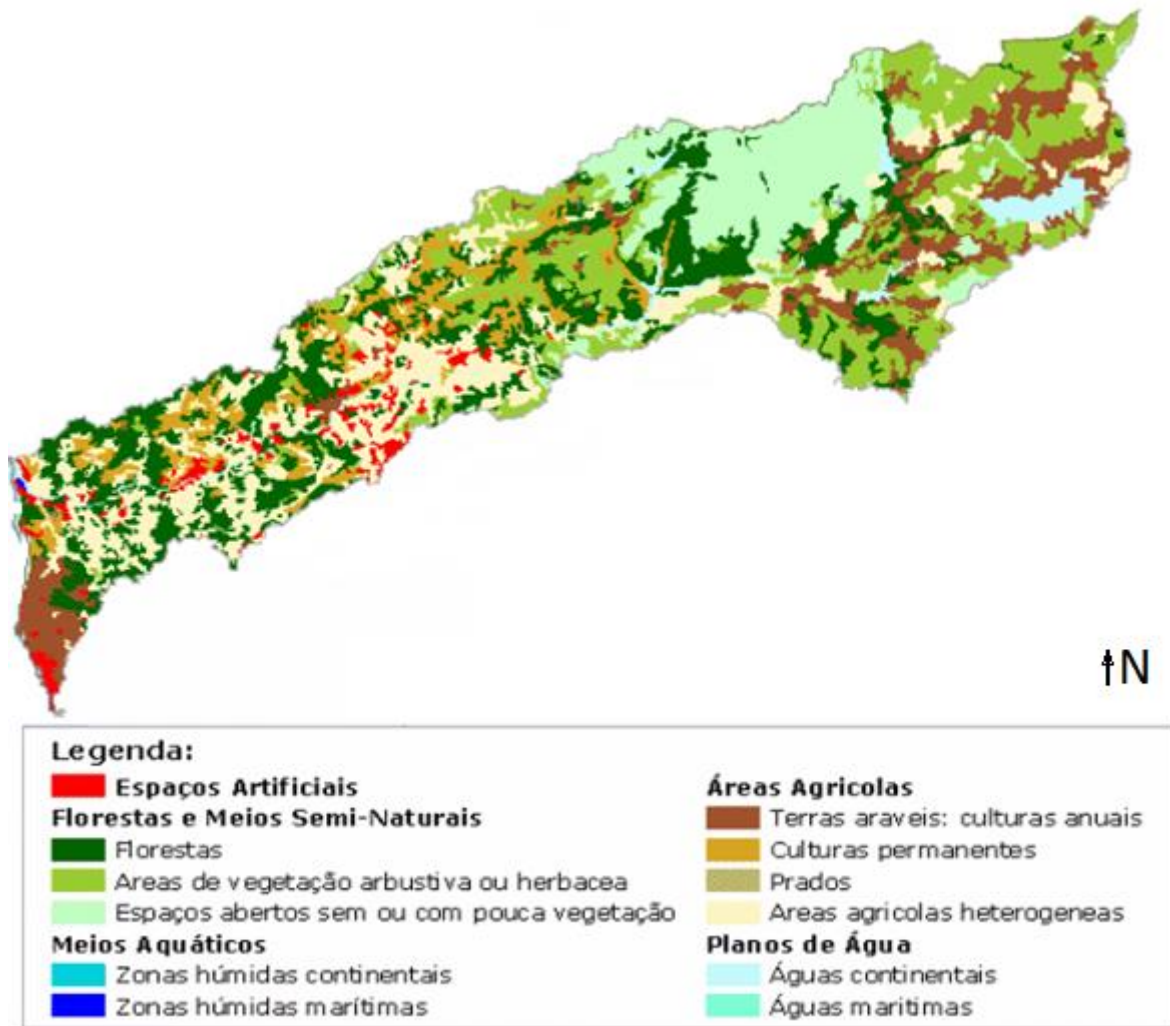 N
Legenda:
Espaços Artificiais
Florestas e Meios Semi-Naturais
Florestas
Areas de vegetação arbustiva ou herbacea
Espaços abertos sem ou com pouca vegetação
Meios Aquáticos
Zonas húmidas continentais
Zonas húmidas marítimas
Áreas Agricolas
Terras araveis: culturas anuais
Culturas permanentes
Prados
Areas agricolas heterogeneas
Planos de Água
Águas continentais
Águas maritimas